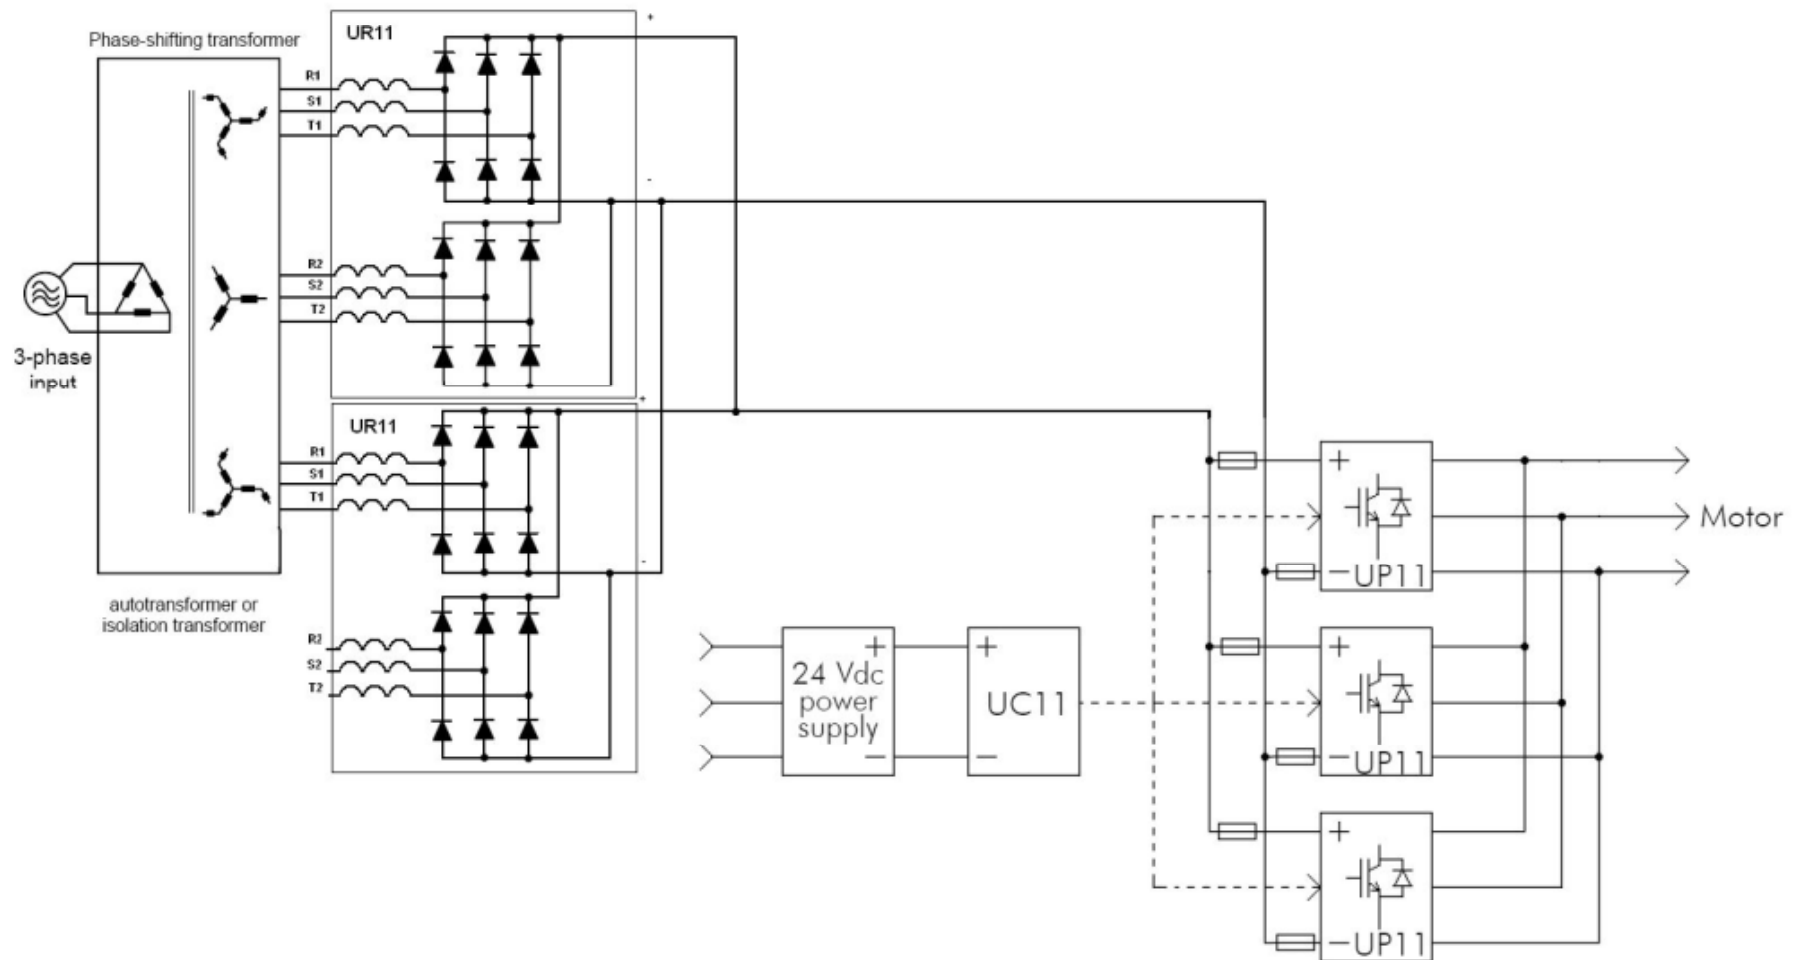 Phase-shifting transformer
UR11
+
R1
S1
T1
-
R2
S2
T2
3-phase
input
+
UR11
R1
S1
T1
-
autotransformer or
isolation transformer
R2
S2
T2
24 Vdc
power
supply
+
−
+
UC11
−
+
− UP11
Motor
+
− UP11
+
− UP11